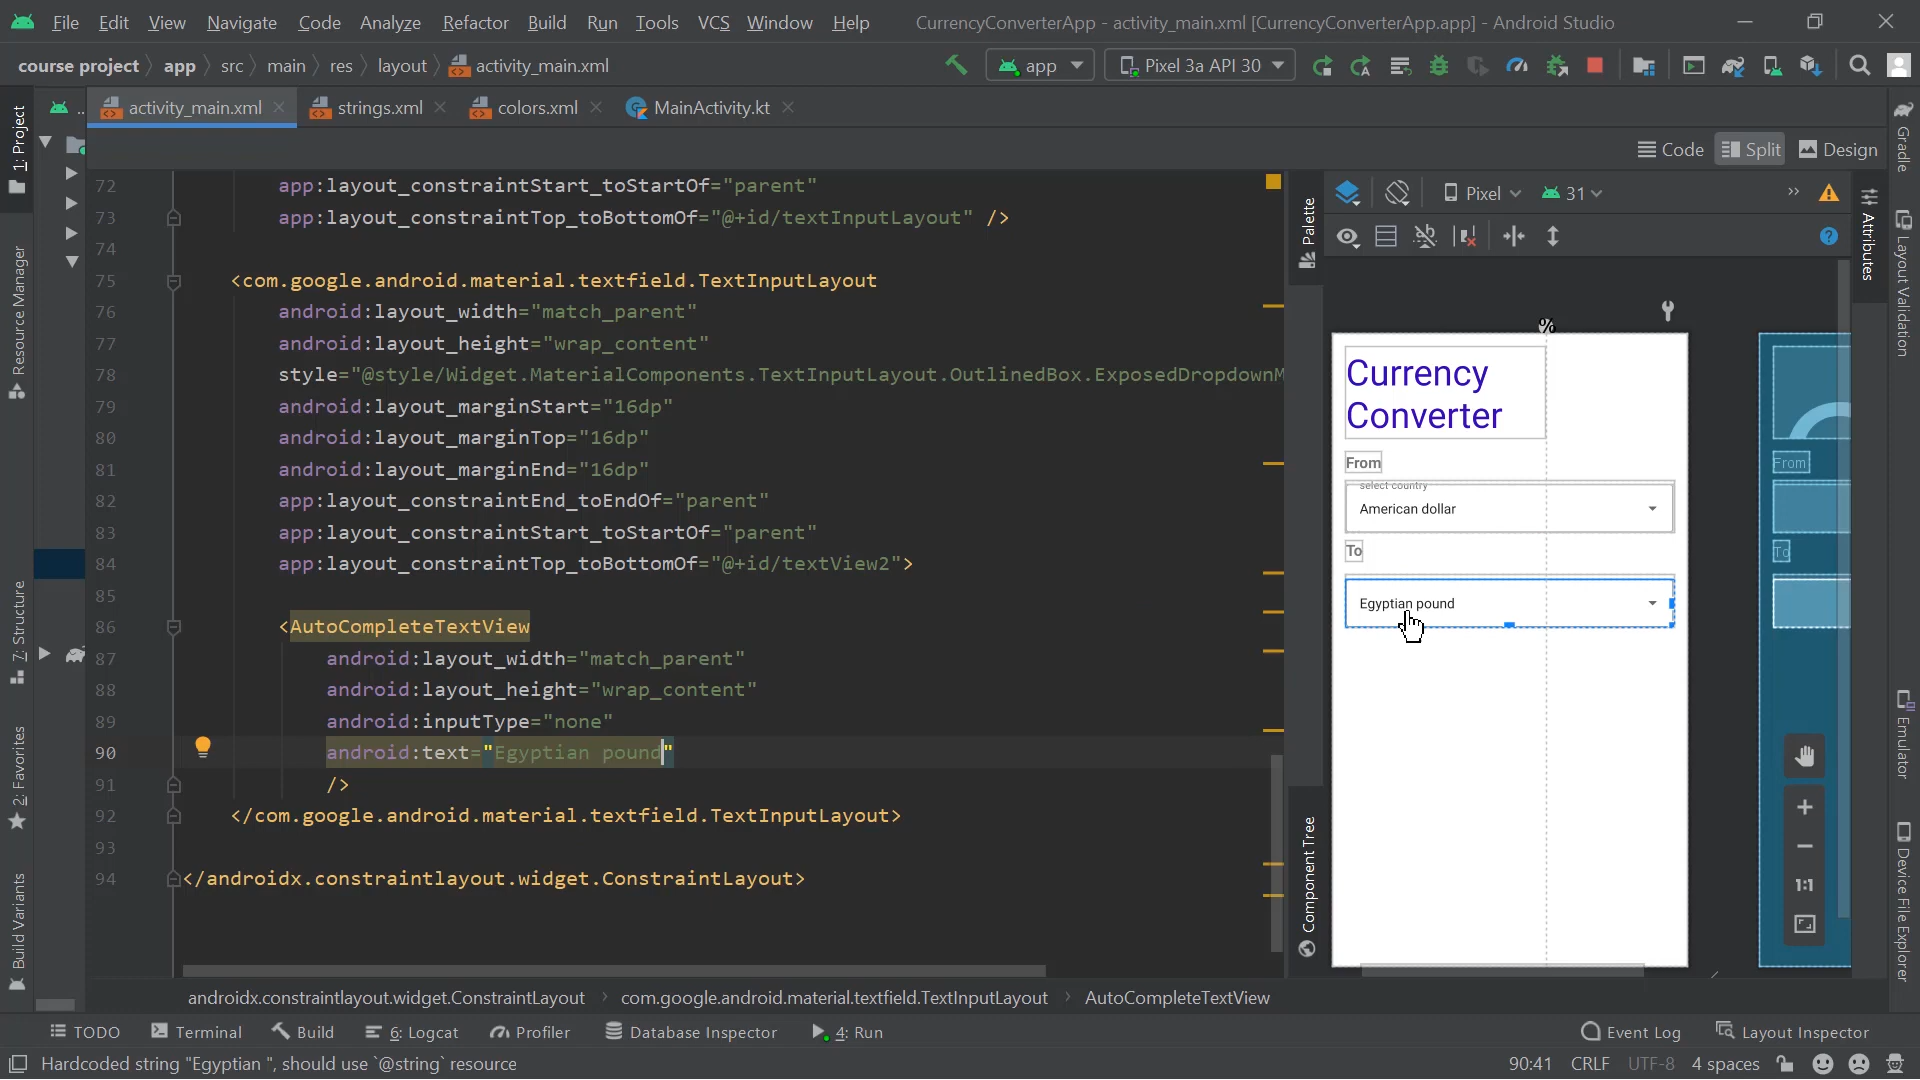 File Edit View Navigate Code Analyze Refactor Build Run Tools VCS Window Help CurrencyConverterApp - activity_main.xml [CurrencyConverterApp.app] - Android Studio
course project app src main res layout activity_main.xml app Pixel 3a API 30
activity_main.xml strings.xml colors.xml MainActivity.kt
Code Split Design
1: Project
Resource Manager
7: Structure
2: Favorites
Build Variants
72 app:layout_constraintStart_toStartOf="parent"
73 app:layout_constraintTop_toBottomOf="@+id/textInputLayout" />
74
75 <com.google.android.material.textfield.TextInputLayout
76 android:layout_width="match_parent"
77 android:layout_height="wrap_content"
78 style="@style/Widget.MaterialComponents.TextInputLayout.OutlinedBox.ExposedDropdownM
79 android:layout_marginStart="16dp"
80 android:layout_marginTop="16dp"
81 android:layout_marginEnd="16dp"
82 app:layout_constraintEnd_toEndOf="parent"
83 app:layout_constraintStart_toStartOf="parent"
84 app:layout_constraintTop_toBottomOf="@+id/textView2">
85
86 <AutoCompleteTextView
87 android:layout_width="match_parent"
88 android:layout_height="wrap_content"
89 android:inputType="none"
90 android:text="Egyptian pound"
91 />
92 </com.google.android.material.textfield.TextInputLayout>
93
94 </androidx.constraintlayout.widget.ConstraintLayout>
Palette
Component Tree
Pixel 31
%
Currency
Converter
From
select country
American dollar
To
Egyptian pound
From
To
1:1
Attributes
Gradle
Layout Validation
Emulator
Device File Explorer
androidx.constraintlayout.widget.ConstraintLayout com.google.android.material.textfield.TextInputLayout AutoCompleteTextView
TODO Terminal Build 6: Logcat Profiler Database Inspector 4: Run Event Log Layout Inspector
Hardcoded string "Egyptian ", should use `@string` resource 90:41 CRLF UTF-8 4 spaces